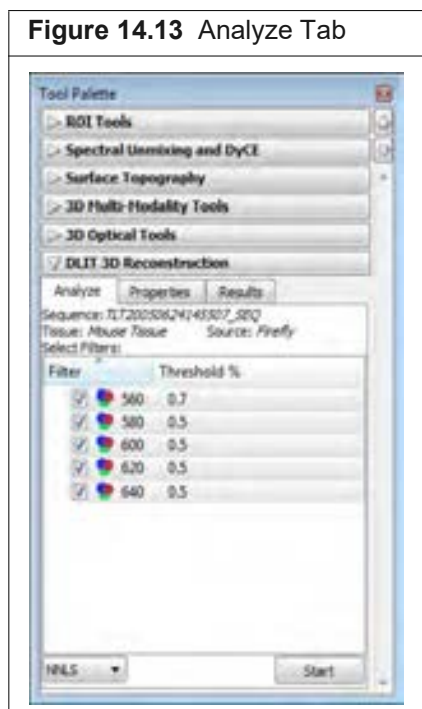 Figure 14.13 Analyze Tab
Tool Palette
ROI Tools
Spectral Unmixing and DyCE
Surface Topography
3D Multi-Modality Tools
3D Optical Tools
DLIT 3D Reconstruction
Analyze Properties Results
Sequence: TLT20050624145507_SEQ
Tissue: Mouse Tissue Source: Firefly
Select Filters:
Filter Threshold %
560 0.7
580 0.5
600 0.5
620 0.5
640 0.5
NNLS Start